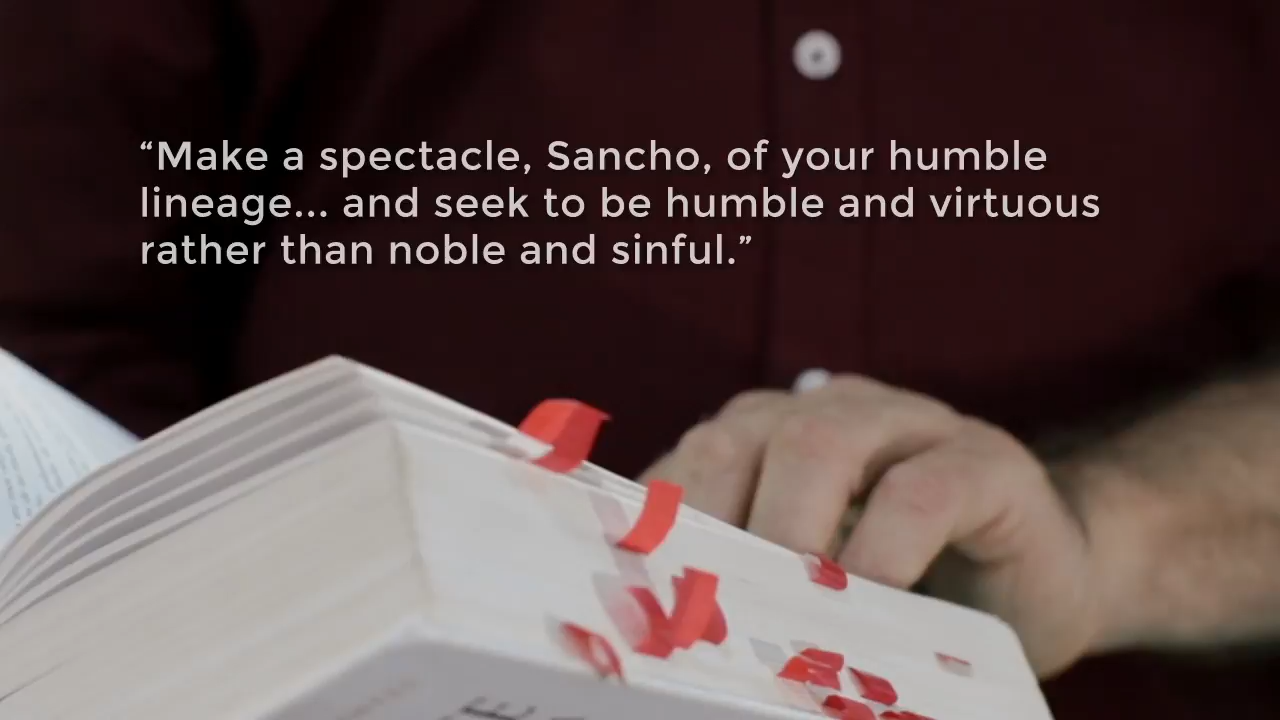 “Make a spectacle, Sancho, of your humble
lineage... and seek to be humble and virtuous
rather than noble and sinful.”
E